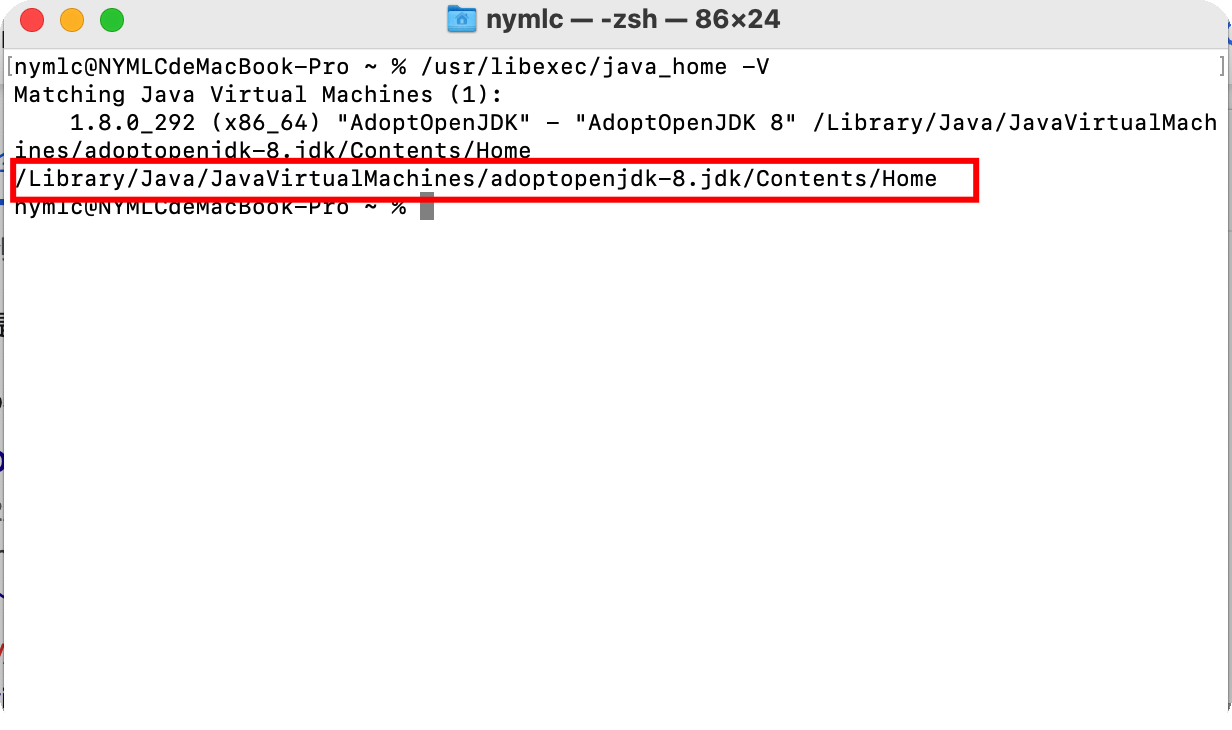 nymlc — -zsh — 86×24
[nymlc@NYMLCdeMacBook-Pro ~ % /usr/libexec/java_home -V ]
Matching Java Virtual Machines (1):
    1.8.0_292 (x86_64) "AdoptOpenJDK" - "AdoptOpenJDK 8" /Library/Java/JavaVirtualMach
ines/adoptopenjdk-8.jdk/Contents/Home
/Library/Java/JavaVirtualMachines/adoptopenjdk-8.jdk/Contents/Home
nymlc@NYMLCdeMacBook-Pro ~ %